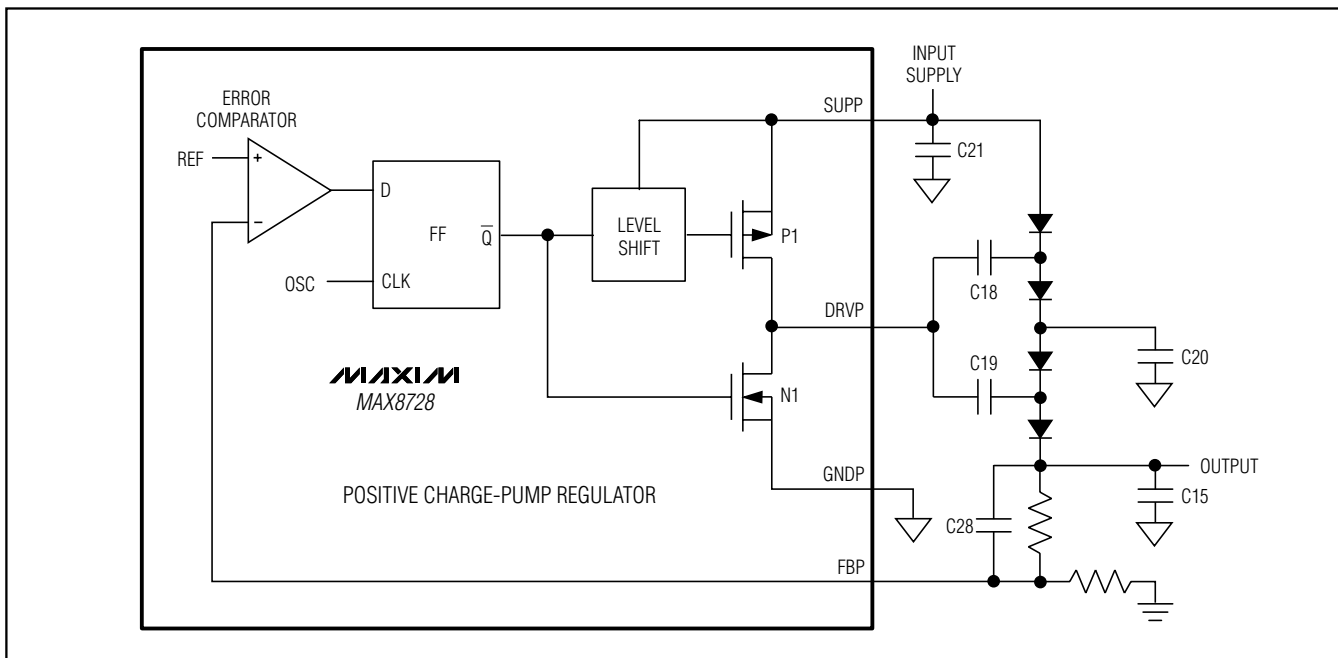 INPUT
SUPPLY
SUPP
C21
ERROR
COMPARATOR
REF
+
−
D
FF
Q̅
OSC
CLK
LEVEL
SHIFT
P1
C18
DRVP
C19
C20
N1
MAXIM
MAX8728
GNDP
POSITIVE CHARGE-PUMP REGULATOR
OUTPUT
C15
C28
FBP